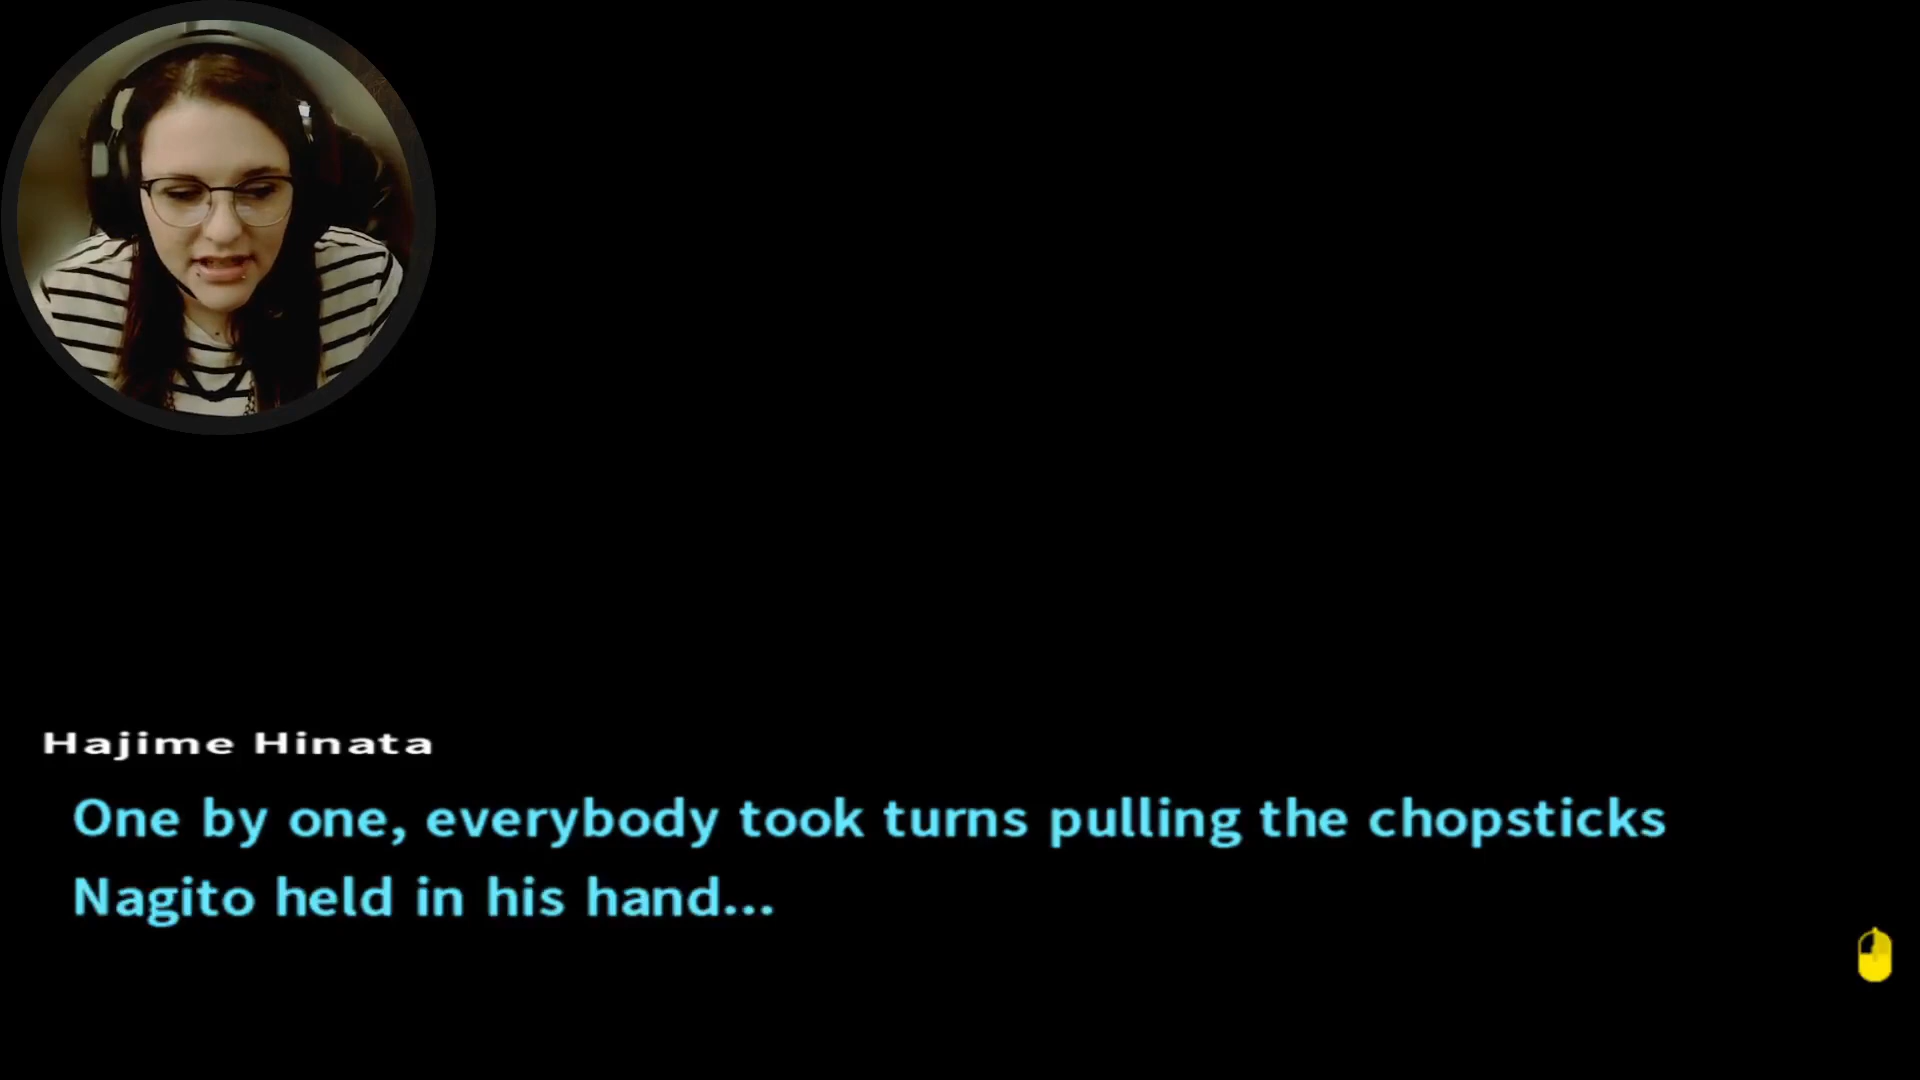 Hajime Hinata
One by one, everybody took turns pulling the chopsticks
Nagito held in his hand...